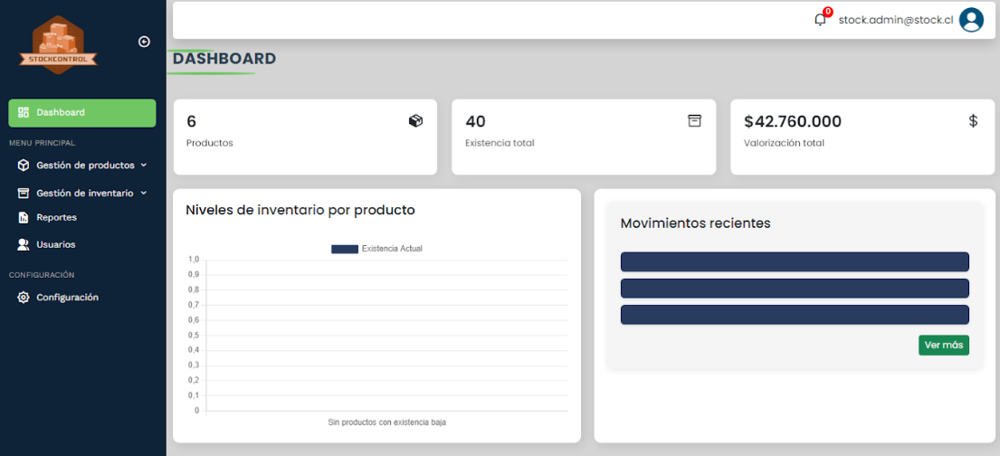 STOCKCONTROL
0
stock.admin@stock.cl
DASHBOARD
Dashboard
MENU PRINCIPAL
Gestión de productos
Gestión de inventario
Reportes
Usuarios
CONFIGURACIÓN
Configuración
6
Productos
40
Existencia total
$42.760.000
$
Valorización total
Niveles de inventario por producto
Existencia Actual
1,0
0,9
0,8
0,7
0,6
0,5
0,4
0,3
0,2
0,1
0
Sin productos con existencia baja
Movimientos recientes
Ver más